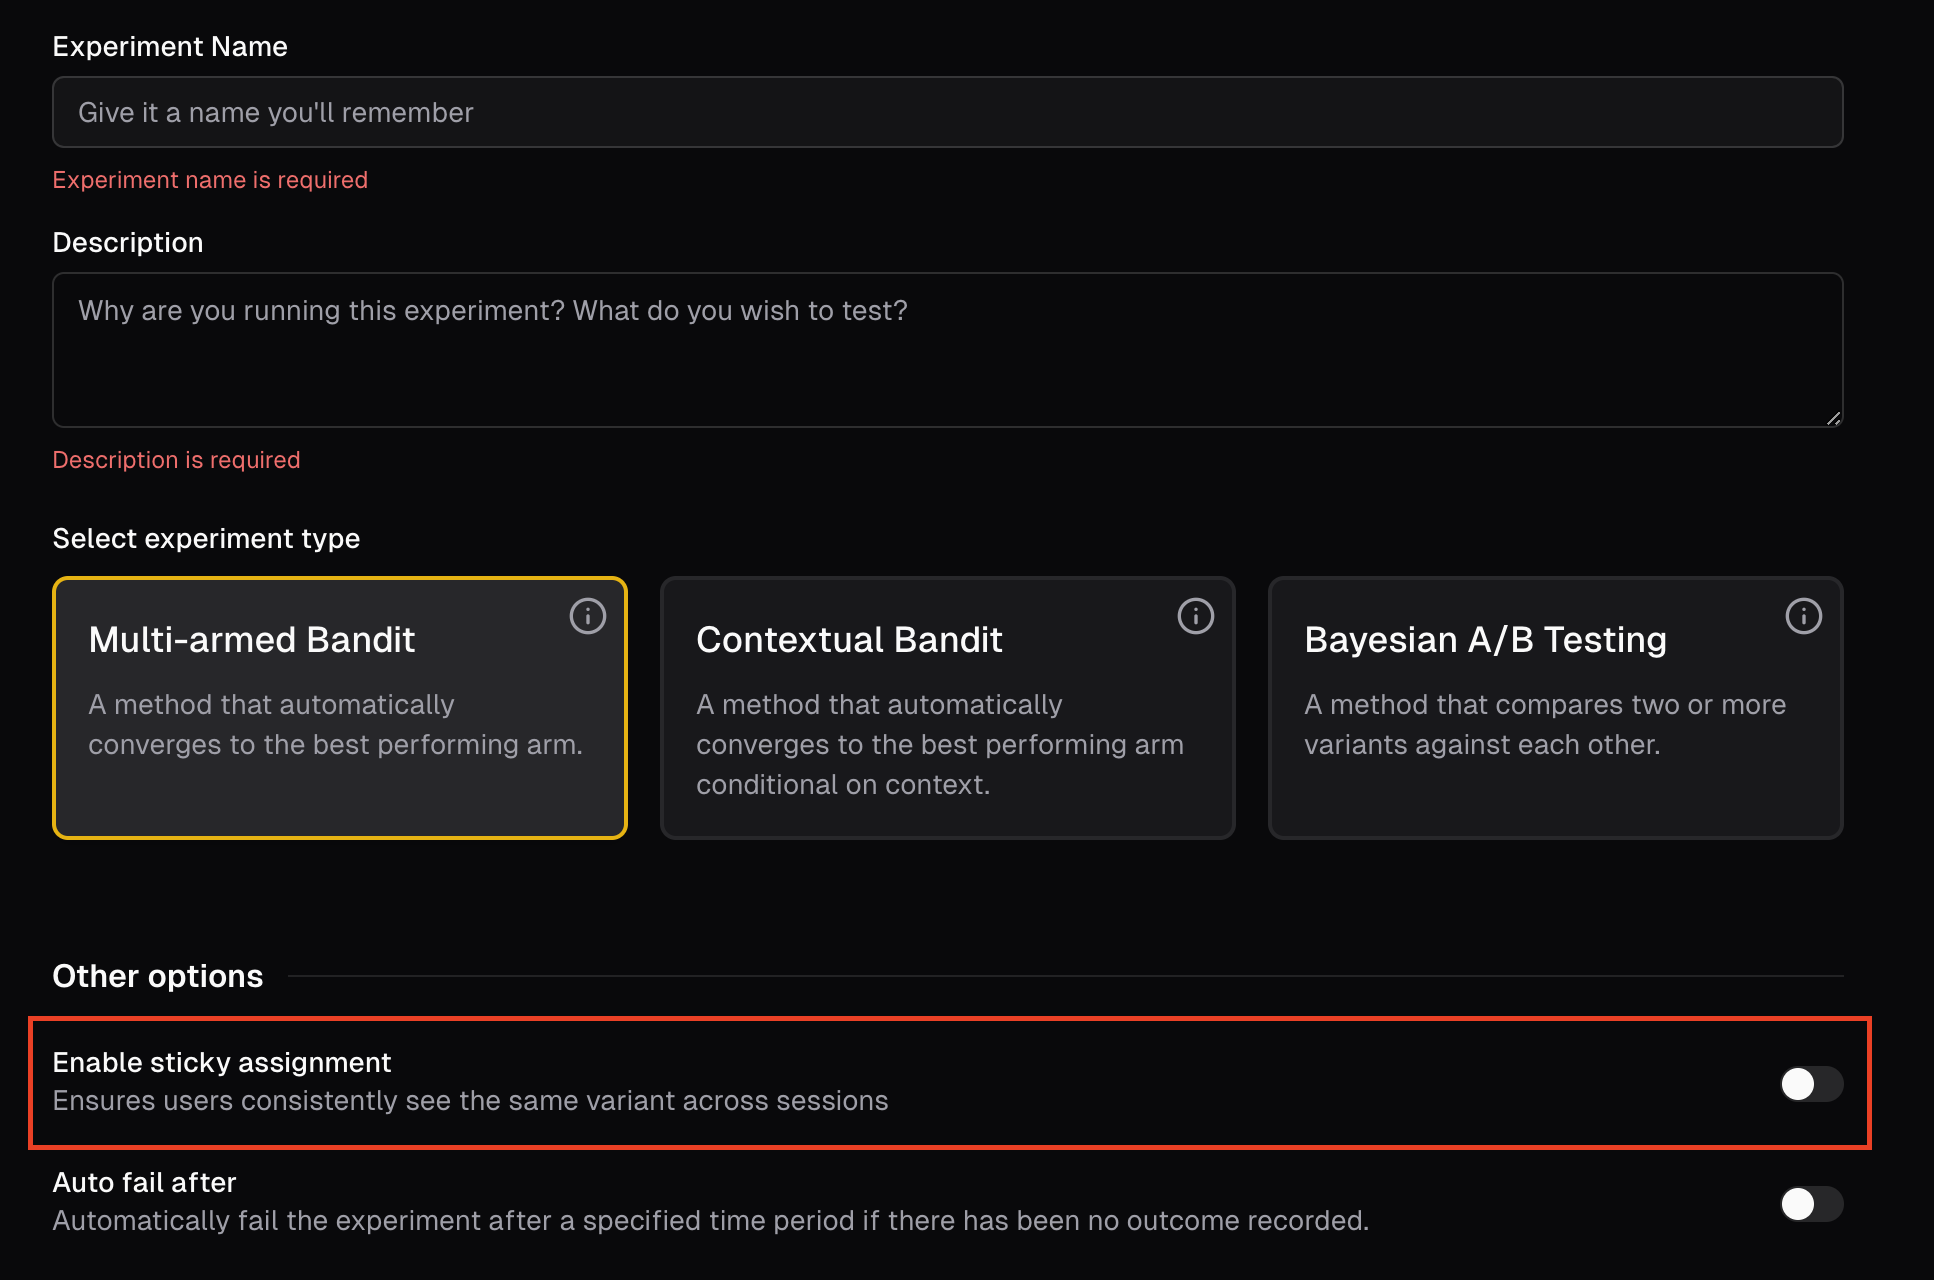 Experiment Name
Give it a name you'll remember
Experiment name is required
Description
Why are you running this experiment? What do you wish to test?
Description is required
Select experiment type
Multi-armed Bandit
A method that automatically
converges to the best performing arm.
Contextual Bandit
A method that automatically
converges to the best performing arm
conditional on context.
Bayesian A/B Testing
A method that compares two or more
variants against each other.
Other options
Enable sticky assignment
Ensures users consistently see the same variant across sessions
Auto fail after
Automatically fail the experiment after a specified time period if there has been no outcome recorded.